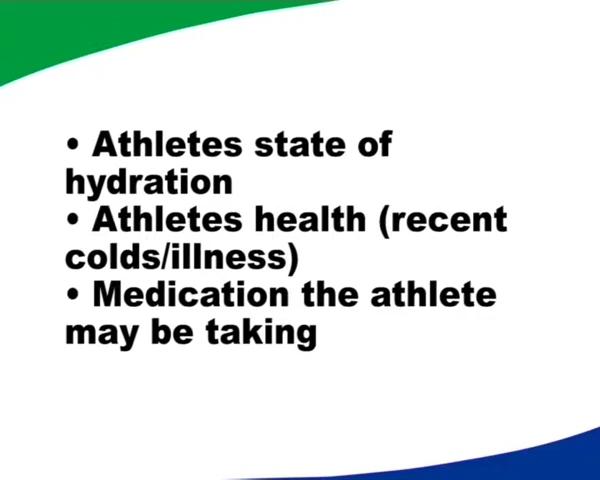 • Athletes state of
hydration
• Athletes health (recent
colds/illness)
• Medication the athlete
may be taking